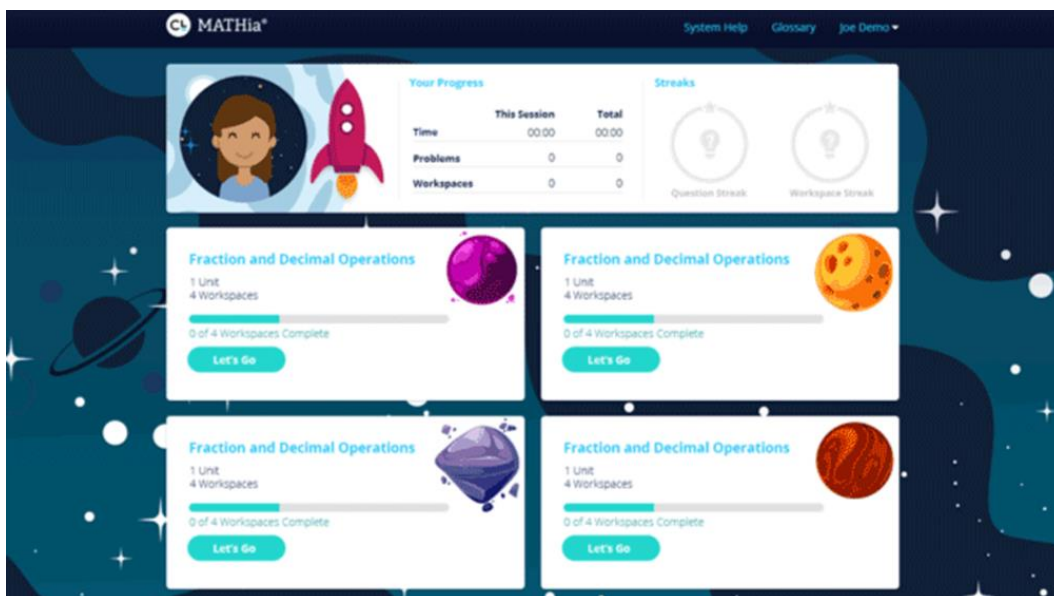 CL MATHia®
System Help Glossary Joe Demo
Your Progress
This Session Total
Time 00:00 00:00
Problems 0 0
Workspaces 0 0
Streaks
Question Streak Workspace Streak
Fraction and Decimal Operations
1 Unit
4 Workspaces
0 of 4 Workspaces Complete
Let's Go
Fraction and Decimal Operations
1 Unit
4 Workspaces
0 of 4 Workspaces Complete
Let's Go
Fraction and Decimal Operations
1 Unit
4 Workspaces
0 of 4 Workspaces Complete
Let's Go
Fraction and Decimal Operations
1 Unit
4 Workspaces
0 of 4 Workspaces Complete
Let's Go